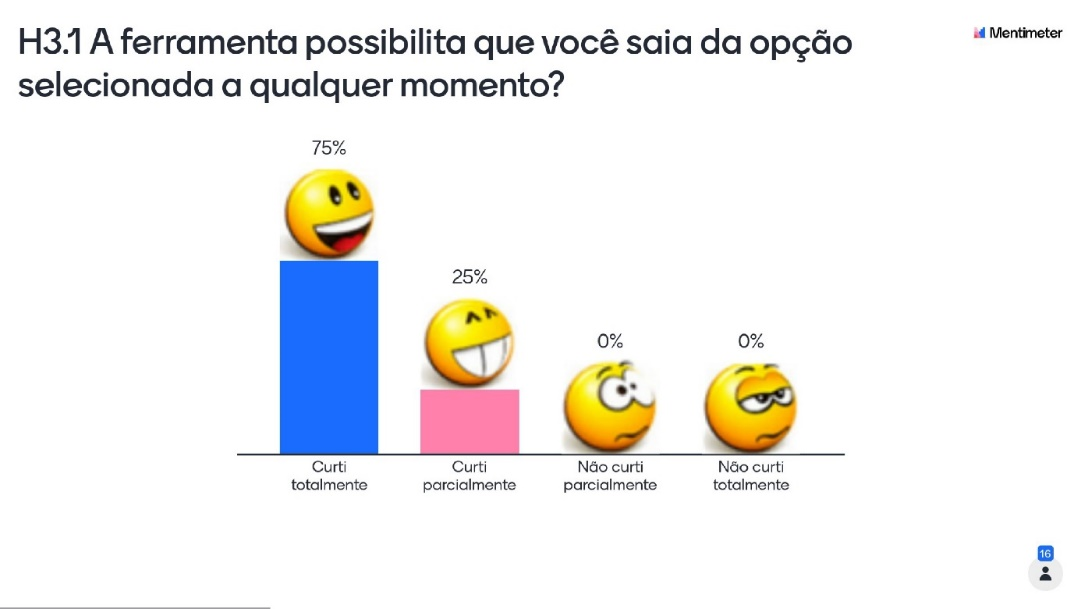 H3.1 A ferramenta possibilita que você saia da opção
selecionada a qualquer momento?
Mentimeter
75%
25%
0%
0%
Curti
totalmente
Curti
parcialmente
Não curti
parcialmente
Não curti
totalmente
16